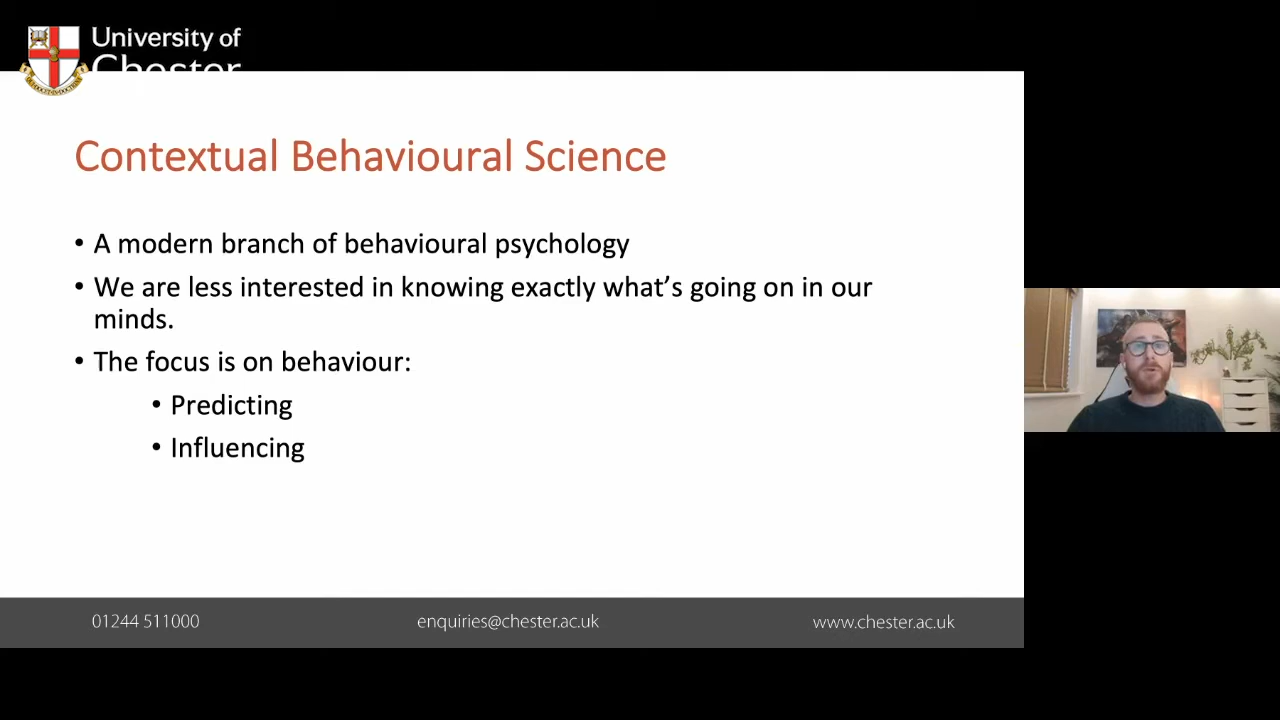 University of
Chester
Contextual Behavioural Science
• A modern branch of behavioural psychology
• We are less interested in knowing exactly what's going on in our
minds.
• The focus is on behaviour:
• Predicting
• Influencing
01244 511000
enquiries@chester.ac.uk
www.chester.ac.uk